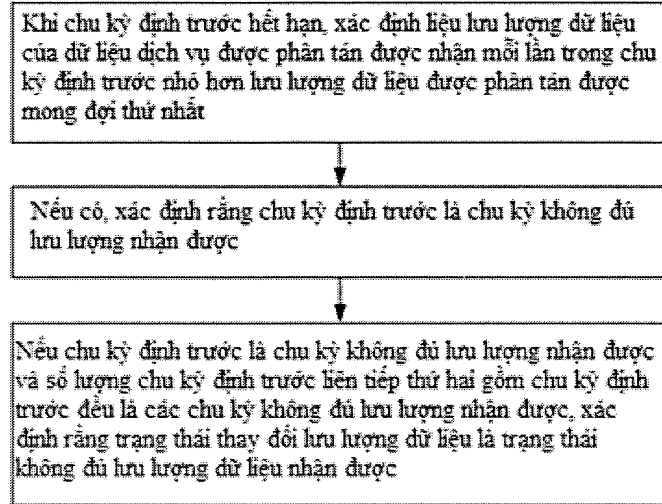 Khi chu kỳ định trước hết hạn, xác định liệu lưu lượng dữ liệu
của dữ liệu dịch vụ được phân tán được nhận mỗi lần trong chu
kỳ định trước nhỏ hơn lưu lượng dữ liệu được phân tán được
mong đợi thứ nhất
Nếu có, xác định rằng chu kỳ định trước là chu kỳ không đủ
lưu lượng nhận được
Nếu chu kỳ định trước là chu kỳ không đủ lưu lượng nhận được
và số lượng chu kỳ định trước liên tiếp thứ hai gồm chu kỳ định
trước đều là các chu kỳ không đủ lưu lượng nhận được, xác
định rằng trạng thái thay đổi lưu lượng dữ liệu là trạng thái
không đủ lưu lượng dữ liệu nhận được